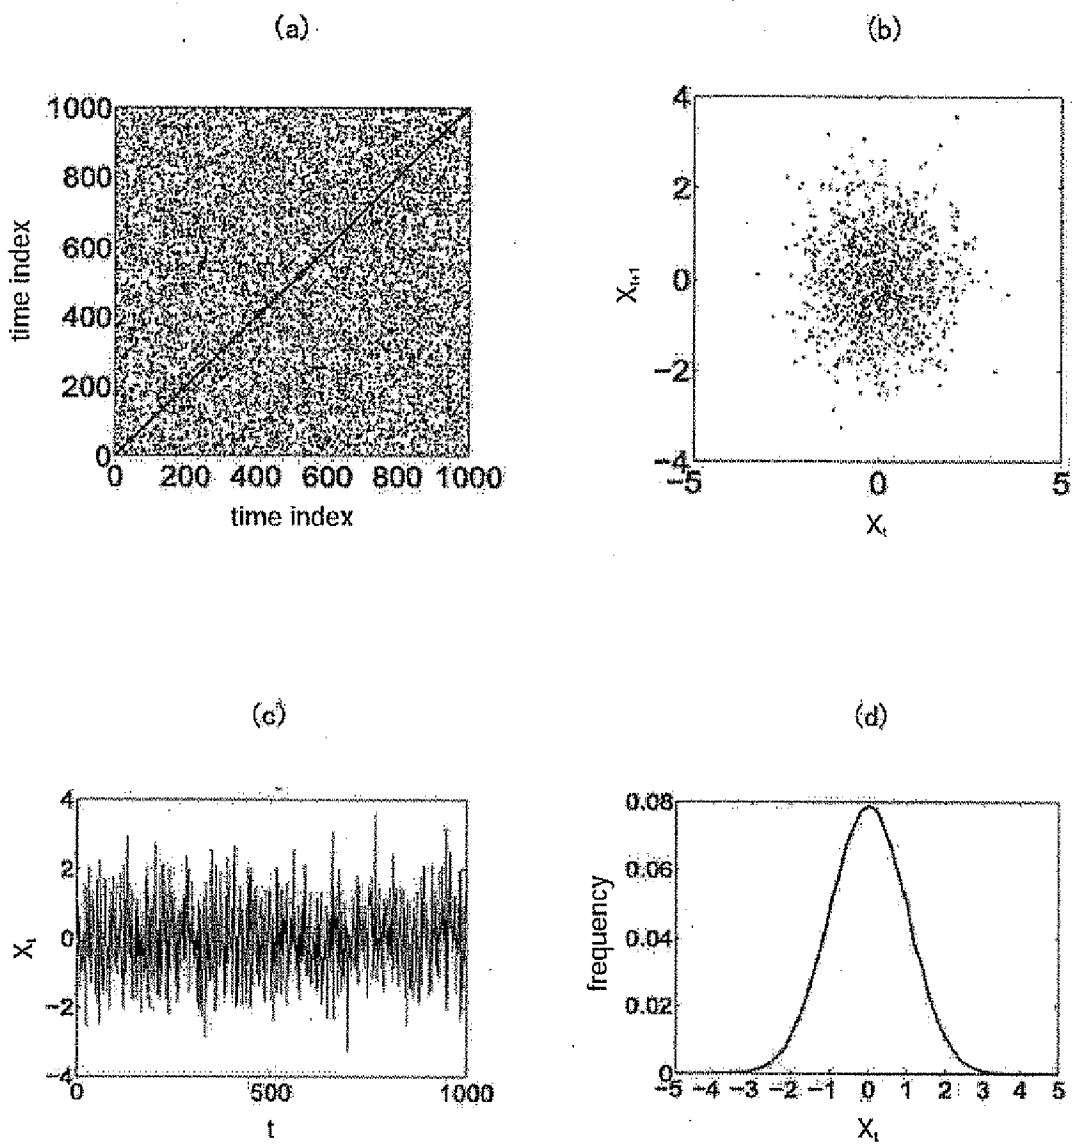 (a)
1000
800
600
400
200
0
time index
0 200 400 600 800 1000
time index
(b)
4
2
0
−2
−4
X_{t+1}
−5 0 5
X_t
(c)
4
2
0
−2
−4
X_t
0 500 1000
t
(d)
0.08
0.06
0.04
0.02
0
frequency
−5 −4 −3 −2 −1 0 1 2 3 4 5
X_t